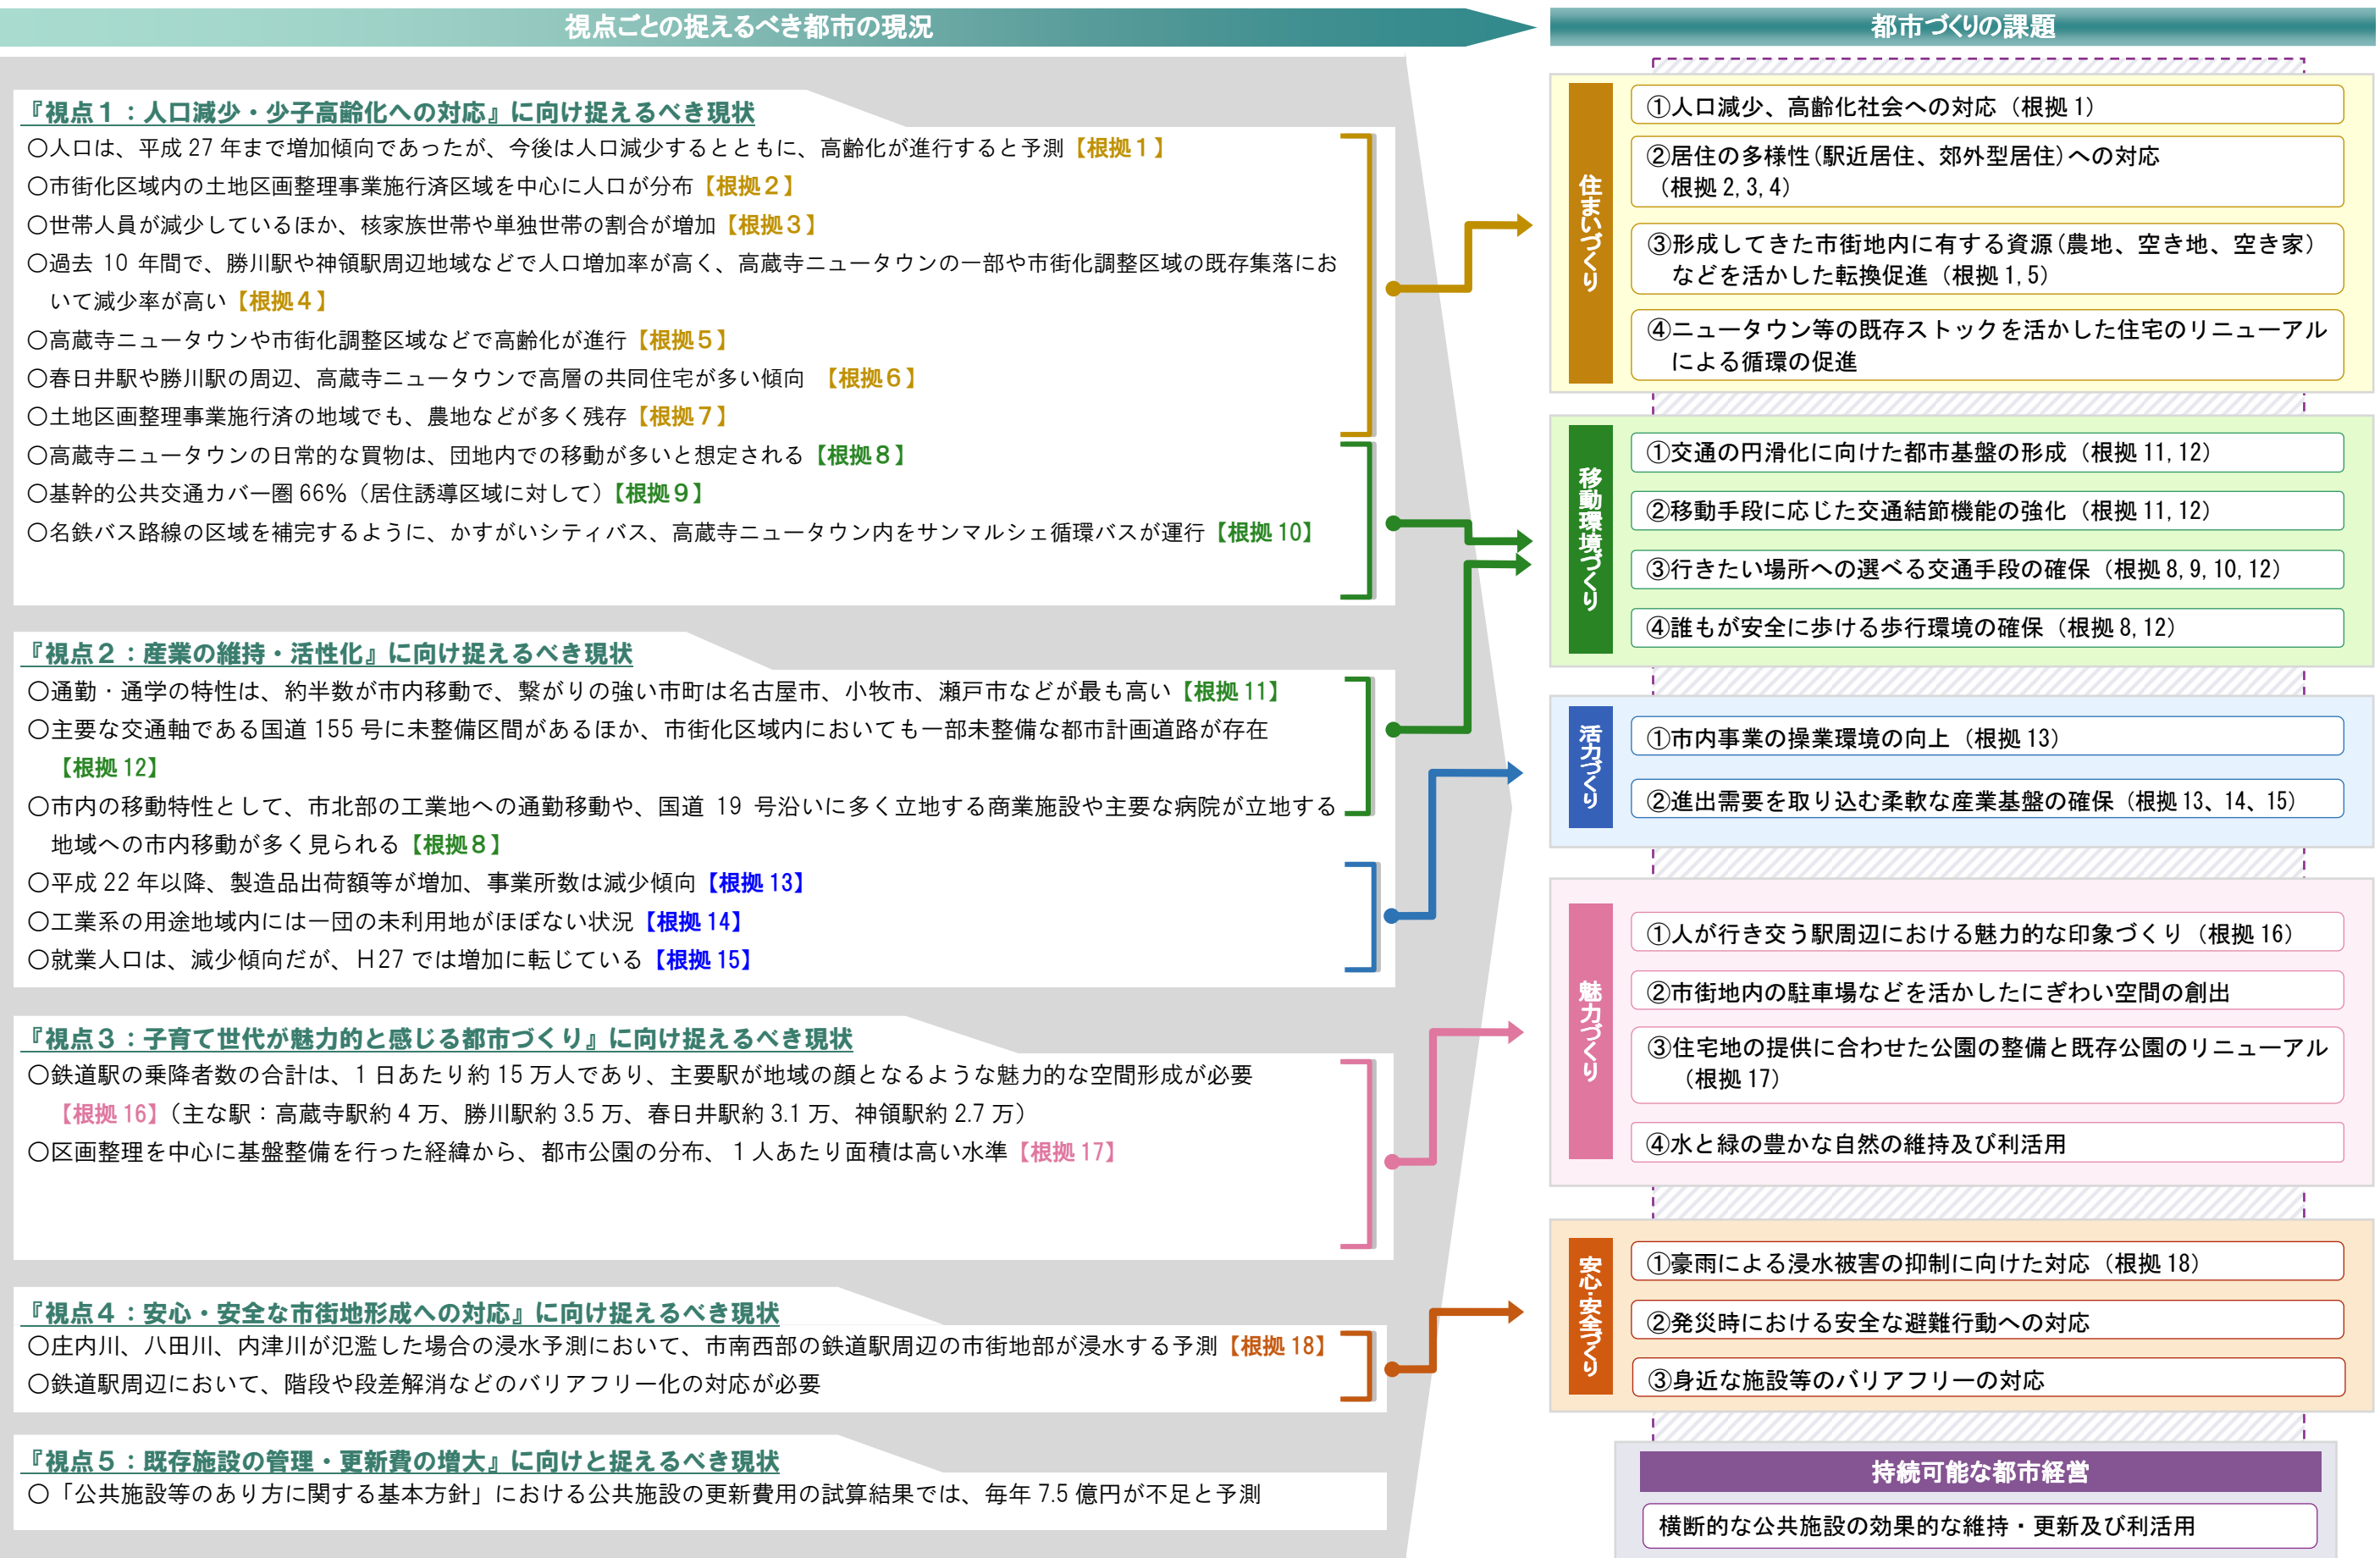 視点ごとの捉えるべき都市の現況
『視点１：人口減少・少子高齢化への対応』に向け捉えるべき現状
〇人口は、平成 27 年まで増加傾向であったが、今後は人口減少するとともに、高齢化が進行すると予測【根拠１】
〇市街化区域内の土地区画整理事業施行済区域を中心に人口が分布【根拠２】
〇世帯人員が減少しているほか、核家族世帯や単独世帯の割合が増加【根拠３】
〇過去 10 年間で、勝川駅や神領駅周辺地域などで人口増加率が高く、高蔵寺ニュータウンの一部や市街化調整区域の既存集落にお
いて減少率が高い【根拠４】
〇高蔵寺ニュータウンや市街化調整区域などで高齢化が進行【根拠５】
〇春日井駅や勝川駅の周辺、高蔵寺ニュータウンで高層の共同住宅が多い傾向 【根拠６】
〇土地区画整理事業施行済の地域でも、農地などが多く残存【根拠７】
〇高蔵寺ニュータウンの日常的な買物は、団地内での移動が多いと想定される【根拠８】
〇基幹的公共交通カバー圏 66%（居住誘導区域に対して）【根拠９】
〇名鉄バス路線の区域を補完するように、かすがいシティバス、高蔵寺ニュータウン内をサンマルシェ循環バスが運行【根拠 10】
『視点２：産業の維持・活性化』に向け捉えるべき現状
〇通勤・通学の特性は、約半数が市内移動で、繋がりの強い市町は名古屋市、小牧市、瀬戸市などが最も高い【根拠 11】
〇主要な交通軸である国道 155 号に未整備区間があるほか、市街化区域内においても一部未整備な都市計画道路が存在
【根拠 12】
〇市内の移動特性として、市北部の工業地への通勤移動や、国道 19 号沿いに多く立地する商業施設や主要な病院が立地する
地域への市内移動が多く見られる【根拠８】
〇平成 22 年以降、製造品出荷額等が増加、事業所数は減少傾向【根拠 13】
〇工業系の用途地域内には一団の未利用地がほぼない状況【根拠 14】
〇就業人口は、減少傾向だが、Ｈ27 では増加に転じている【根拠 15】
『視点３：子育て世代が魅力的と感じる都市づくり』に向け捉えるべき現状
〇鉄道駅の乗降者数の合計は、1 日あたり約 15 万人であり、主要駅が地域の顔となるような魅力的な空間形成が必要
【根拠 16】（主な駅：高蔵寺駅約 4 万、勝川駅約 3.5 万、春日井駅約 3.1 万、神領駅約 2.7 万）
〇区画整理を中心に基盤整備を行った経緯から、都市公園の分布、１人あたり面積は高い水準【根拠 17】
『視点４：安心・安全な市街地形成への対応』に向け捉えるべき現状
〇庄内川、八田川、内津川が氾濫した場合の浸水予測において、市南西部の鉄道駅周辺の市街地部が浸水する予測【根拠 18】
〇鉄道駅周辺において、階段や段差解消などのバリアフリー化の対応が必要
『視点５：既存施設の管理・更新費の増大』に向けと捉えるべき現状
〇「公共施設等のあり方に関する基本方針」における公共施設の更新費用の試算結果では、毎年 7.5 億円が不足と予測
都市づくりの課題
住まいづくり
①人口減少、高齢化社会への対応（根拠 1）
②居住の多様性(駅近居住、郊外型居住)への対応
（根拠 2, 3, 4）
③形成してきた市街地内に有する資源(農地、空き地、空き家)
などを活かした転換促進（根拠 1, 5）
④ニュータウン等の既存ストックを活かした住宅のリニューアル
による循環の促進
移動環境づくり
①交通の円滑化に向けた都市基盤の形成（根拠 11, 12）
②移動手段に応じた交通結節機能の強化（根拠 11, 12）
③行きたい場所への選べる交通手段の確保（根拠 8, 9, 10, 12）
④誰もが安全に歩ける歩行環境の確保（根拠 8, 12）
活力づくり
①市内事業の操業環境の向上（根拠 13）
②進出需要を取り込む柔軟な産業基盤の確保（根拠 13、14、15）
魅力づくり
①人が行き交う駅周辺における魅力的な印象づくり（根拠 16）
②市街地内の駐車場などを活かしたにぎわい空間の創出
③住宅地の提供に合わせた公園の整備と既存公園のリニューアル
（根拠 17）
④水と緑の豊かな自然の維持及び利活用
安心・安全づくり
①豪雨による浸水被害の抑制に向けた対応（根拠 18）
②発災時における安全な避難行動への対応
③身近な施設等のバリアフリーの対応
持続可能な都市経営
横断的な公共施設の効果的な維持・更新及び利活用